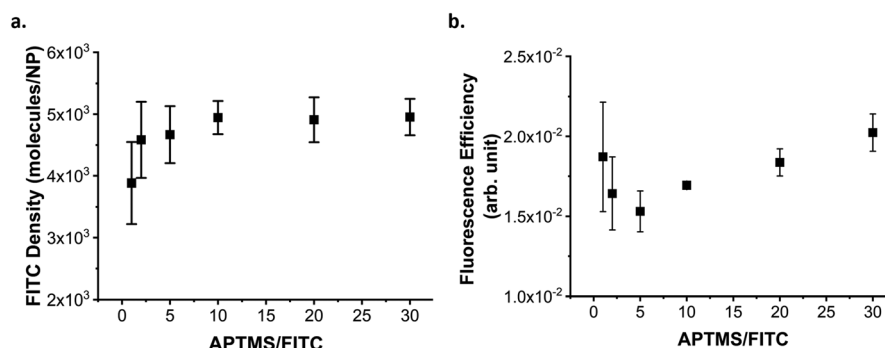 a.
FITC Density (molecules/NP)
6x10³
5x10³
4x10³
3x10³
2x10³
0 5 10 15 20 25 30
APTMS/FITC
b.
Fluorescence Efficiency
(arb. unit)
2.5x10⁻²
2.0x10⁻²
1.5x10⁻²
1.0x10⁻²
0 5 10 15 20 25 30
APTMS/FITC